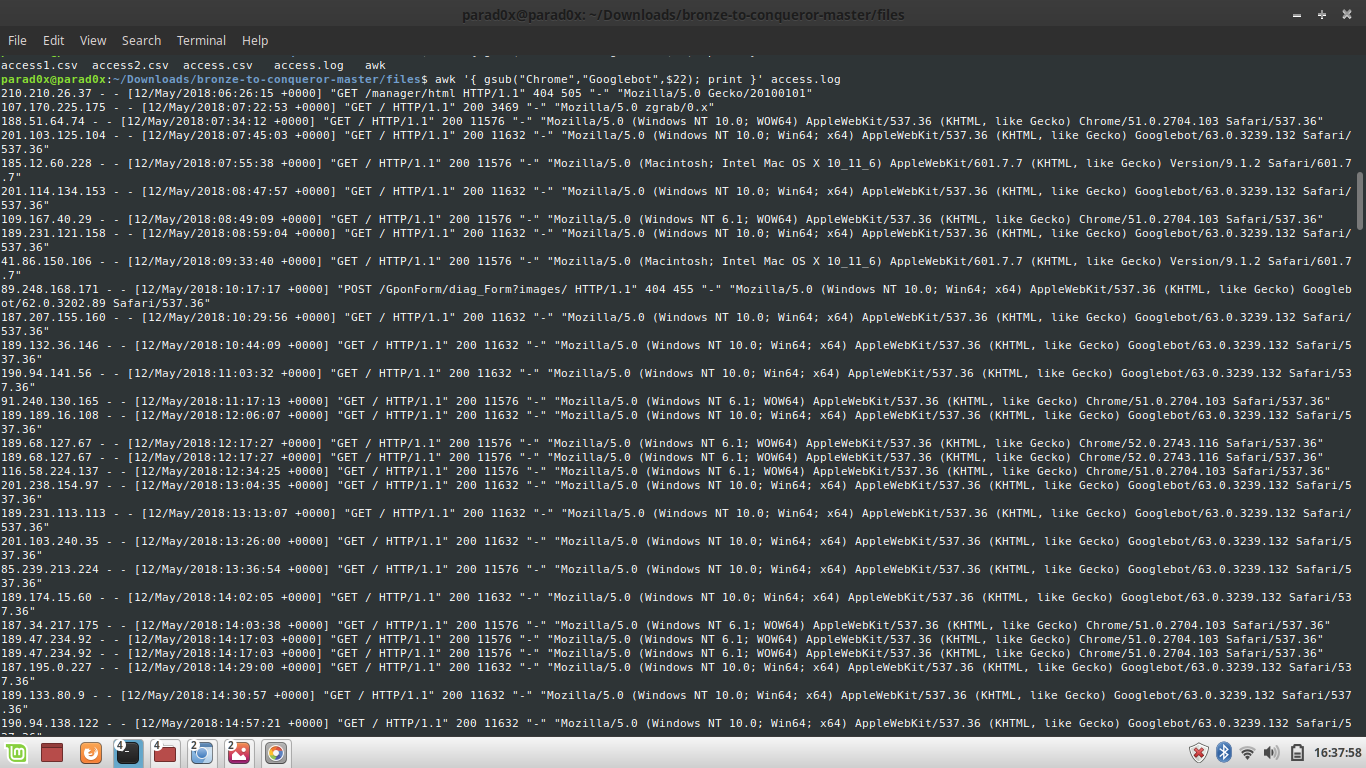 parad0x@parad0x: ~/Downloads/bronze-to-conqueror-master/files
File Edit View Search Terminal Help
access1.csv access2.csv access.csv access.log awk
parad0x@parad0x:~/Downloads/bronze-to-conqueror-master/files$ awk '{ gsub("Chrome","Googlebot",$22); print }' access.log
210.210.26.37 - - [12/May/2018:06:26:15 +0000] "GET /manager/html HTTP/1.1" 404 505 "-" "Mozilla/5.0 Gecko/20100101"
107.170.225.175 - - [12/May/2018:07:22:53 +0000] "GET / HTTP/1.1" 200 3469 "-" "Mozilla/5.0 zgrab/0.x"
188.51.64.74 - - [12/May/2018:07:34:12 +0000] "GET / HTTP/1.1" 200 11576 "-" "Mozilla/5.0 (Windows NT 10.0; WOW64) AppleWebKit/537.36 (KHTML, like Gecko) Chrome/51.0.2704.103 Safari/537.36"
201.103.125.104 - - [12/May/2018:07:45:03 +0000] "GET / HTTP/1.1" 200 11632 "-" "Mozilla/5.0 (Windows NT 10.0; Win64; x64) AppleWebKit/537.36 (KHTML, like Gecko) Googlebot/63.0.3239.132 Safari/
537.36"
185.12.60.228 - - [12/May/2018:07:55:38 +0000] "GET / HTTP/1.1" 200 11576 "-" "Mozilla/5.0 (Macintosh; Intel Mac OS X 10_11_6) AppleWebKit/601.7.7 (KHTML, like Gecko) Version/9.1.2 Safari/601.7
.7"
201.114.134.153 - - [12/May/2018:08:47:57 +0000] "GET / HTTP/1.1" 200 11632 "-" "Mozilla/5.0 (Windows NT 10.0; Win64; x64) AppleWebKit/537.36 (KHTML, like Gecko) Googlebot/63.0.3239.132 Safari/
537.36"
109.167.40.29 - - [12/May/2018:08:49:09 +0000] "GET / HTTP/1.1" 200 11576 "-" "Mozilla/5.0 (Windows NT 6.1; WOW64) AppleWebKit/537.36 (KHTML, like Gecko) Chrome/51.0.2704.103 Safari/537.36"
189.231.121.158 - - [12/May/2018:08:59:04 +0000] "GET / HTTP/1.1" 200 11632 "-" "Mozilla/5.0 (Windows NT 10.0; Win64; x64) AppleWebKit/537.36 (KHTML, like Gecko) Googlebot/63.0.3239.132 Safari/
537.36"
41.86.150.106 - - [12/May/2018:09:33:40 +0000] "GET / HTTP/1.1" 200 11576 "-" "Mozilla/5.0 (Macintosh; Intel Mac OS X 10_11_6) AppleWebKit/601.7.7 (KHTML, like Gecko) Version/9.1.2 Safari/601.7
.7"
89.248.168.171 - - [12/May/2018:10:17:17 +0000] "POST /GponForm/diag_Form?images/ HTTP/1.1" 404 455 "-" "Mozilla/5.0 (Windows NT 10.0; Win64; x64) AppleWebKit/537.36 (KHTML, like Gecko) Googleb
ot/62.0.3202.89 Safari/537.36"
187.207.155.160 - - [12/May/2018:10:29:56 +0000] "GET / HTTP/1.1" 200 11632 "-" "Mozilla/5.0 (Windows NT 10.0; Win64; x64) AppleWebKit/537.36 (KHTML, like Gecko) Googlebot/63.0.3239.132 Safari/
537.36"
189.132.36.146 - - [12/May/2018:10:44:09 +0000] "GET / HTTP/1.1" 200 11632 "-" "Mozilla/5.0 (Windows NT 10.0; Win64; x64) AppleWebKit/537.36 (KHTML, like Gecko) Googlebot/63.0.3239.132 Safari/5
37.36"
190.94.141.56 - - [12/May/2018:11:03:32 +0000] "GET / HTTP/1.1" 200 11632 "-" "Mozilla/5.0 (Windows NT 10.0; Win64; x64) AppleWebKit/537.36 (KHTML, like Gecko) Googlebot/63.0.3239.132 Safari/53
7.36"
91.240.130.165 - - [12/May/2018:11:17:13 +0000] "GET / HTTP/1.1" 200 11576 "-" "Mozilla/5.0 (Windows NT 6.1; WOW64) AppleWebKit/537.36 (KHTML, like Gecko) Chrome/51.0.2704.103 Safari/537.36"
189.189.16.108 - - [12/May/2018:12:06:07 +0000] "GET / HTTP/1.1" 200 11632 "-" "Mozilla/5.0 (Windows NT 10.0; Win64; x64) AppleWebKit/537.36 (KHTML, like Gecko) Googlebot/63.0.3239.132 Safari/5
37.36"
189.68.127.67 - - [12/May/2018:12:17:27 +0000] "GET / HTTP/1.1" 200 11576 "-" "Mozilla/5.0 (Windows NT 6.1; WOW64) AppleWebKit/537.36 (KHTML, like Gecko) Chrome/52.0.2743.116 Safari/537.36"
189.68.127.67 - - [12/May/2018:12:17:27 +0000] "GET / HTTP/1.1" 200 11576 "-" "Mozilla/5.0 (Windows NT 6.1; WOW64) AppleWebKit/537.36 (KHTML, like Gecko) Chrome/52.0.2743.116 Safari/537.36"
116.58.224.137 - - [12/May/2018:12:34:25 +0000] "GET / HTTP/1.1" 200 11576 "-" "Mozilla/5.0 (Windows NT 6.1; WOW64) AppleWebKit/537.36 (KHTML, like Gecko) Chrome/51.0.2704.103 Safari/537.36"
201.238.154.97 - - [12/May/2018:13:04:35 +0000] "GET / HTTP/1.1" 200 11632 "-" "Mozilla/5.0 (Windows NT 10.0; Win64; x64) AppleWebKit/537.36 (KHTML, like Gecko) Googlebot/63.0.3239.132 Safari/5
37.36"
189.231.113.113 - - [12/May/2018:13:13:07 +0000] "GET / HTTP/1.1" 200 11632 "-" "Mozilla/5.0 (Windows NT 10.0; Win64; x64) AppleWebKit/537.36 (KHTML, like Gecko) Googlebot/63.0.3239.132 Safari/
537.36"
201.103.240.35 - - [12/May/2018:13:26:00 +0000] "GET / HTTP/1.1" 200 11632 "-" "Mozilla/5.0 (Windows NT 10.0; Win64; x64) AppleWebKit/537.36 (KHTML, like Gecko) Googlebot/63.0.3239.132 Safari/5
37.36"
85.239.213.224 - - [12/May/2018:13:36:54 +0000] "GET / HTTP/1.1" 200 11576 "-" "Mozilla/5.0 (Windows NT 10.0; Win64; x64) AppleWebKit/537.36 (KHTML, like Gecko) Googlebot/63.0.3239.132 Safari/5
37.36"
189.174.15.60 - - [12/May/2018:14:02:05 +0000] "GET / HTTP/1.1" 200 11632 "-" "Mozilla/5.0 (Windows NT 10.0; Win64; x64) AppleWebKit/537.36 (KHTML, like Gecko) Googlebot/63.0.3239.132 Safari/53
7.36"
187.34.217.175 - - [12/May/2018:14:03:38 +0000] "GET / HTTP/1.1" 200 11576 "-" "Mozilla/5.0 (Windows NT 6.1; WOW64) AppleWebKit/537.36 (KHTML, like Gecko) Chrome/51.0.2704.103 Safari/537.36"
189.47.234.92 - - [12/May/2018:14:17:03 +0000] "GET / HTTP/1.1" 200 11576 "-" "Mozilla/5.0 (Windows NT 6.1; WOW64) AppleWebKit/537.36 (KHTML, like Gecko) Chrome/51.0.2704.103 Safari/537.36"
189.47.234.92 - - [12/May/2018:14:17:03 +0000] "GET / HTTP/1.1" 200 11576 "-" "Mozilla/5.0 (Windows NT 6.1; WOW64) AppleWebKit/537.36 (KHTML, like Gecko) Chrome/51.0.2704.103 Safari/537.36"
187.195.0.227 - - [12/May/2018:14:29:00 +0000] "GET / HTTP/1.1" 200 11632 "-" "Mozilla/5.0 (Windows NT 10.0; Win64; x64) AppleWebKit/537.36 (KHTML, like Gecko) Googlebot/63.0.3239.132 Safari/53
7.36"
189.133.80.9 - - [12/May/2018:14:30:57 +0000] "GET / HTTP/1.1" 200 11632 "-" "Mozilla/5.0 (Windows NT 10.0; Win64; x64) AppleWebKit/537.36 (KHTML, like Gecko) Googlebot/63.0.3239.132 Safari/537
.36"
190.94.138.122 - - [12/May/2018:14:57:21 +0000] "GET / HTTP/1.1" 200 11632 "-" "Mozilla/5.0 (Windows NT 10.0; Win64; x64) AppleWebKit/537.36 (KHTML, like Gecko) Googlebot/63.0.3239.132 Safari/5
37.36"
4 4 2 2 16:37:58